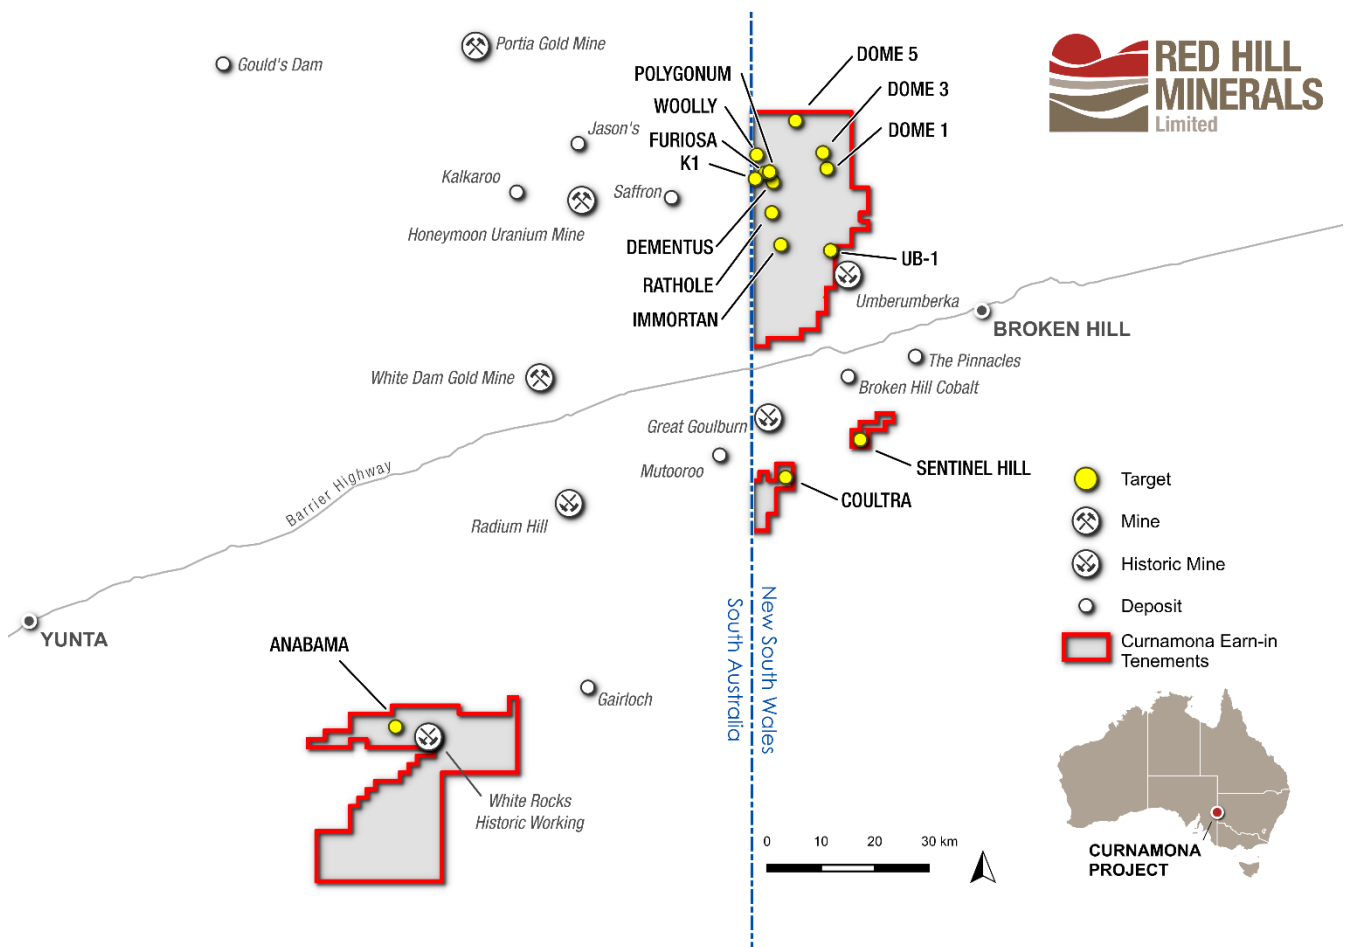 Portia Gold Mine
Gould's Dam
DOME 5
POLYGONUM
DOME 3
WOOLLY
Jason's
DOME 1
FURIOSA
K1
Kalkaroo
Saffron
Honeymoon Uranium Mine
DEMENTUS
UB-1
RATHOLE
Umberumberka
IMMORTAN
BROKEN HILL
The Pinnacles
White Dam Gold Mine
Broken Hill Cobalt
Great Goulburn
Mutooroo
SENTINEL HILL
Barrier Highway
COULTRA
Radium Hill
New South Wales
South Australia
YUNTA
ANABAMA
Gairloch
White Rocks
Historic Working
RED HILL
MINERALS
Limited
Target
Mine
Historic Mine
Deposit
Curnamona Earn-in
Tenements
0 10 20 30 km
CURNAMONA
PROJECT